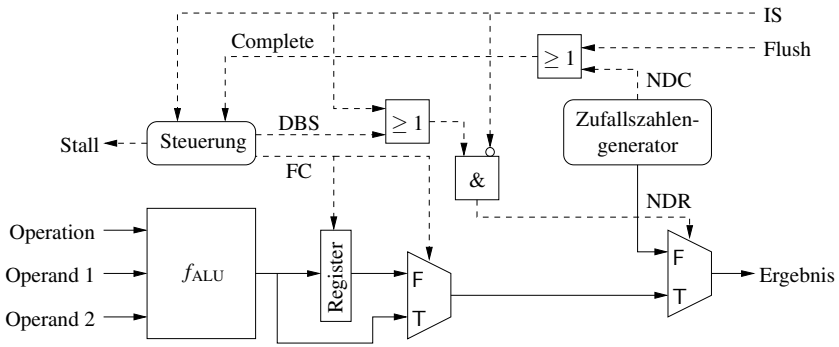 IS
Complete
≥ 1
Flush
NDC
DBS
≥ 1
Zufallszahlen-
generator
Stall
Steuerung
FC
&
NDR
Operation
Operand 1
fALU
Register
F
F
Ergebnis
T
T
Operand 2